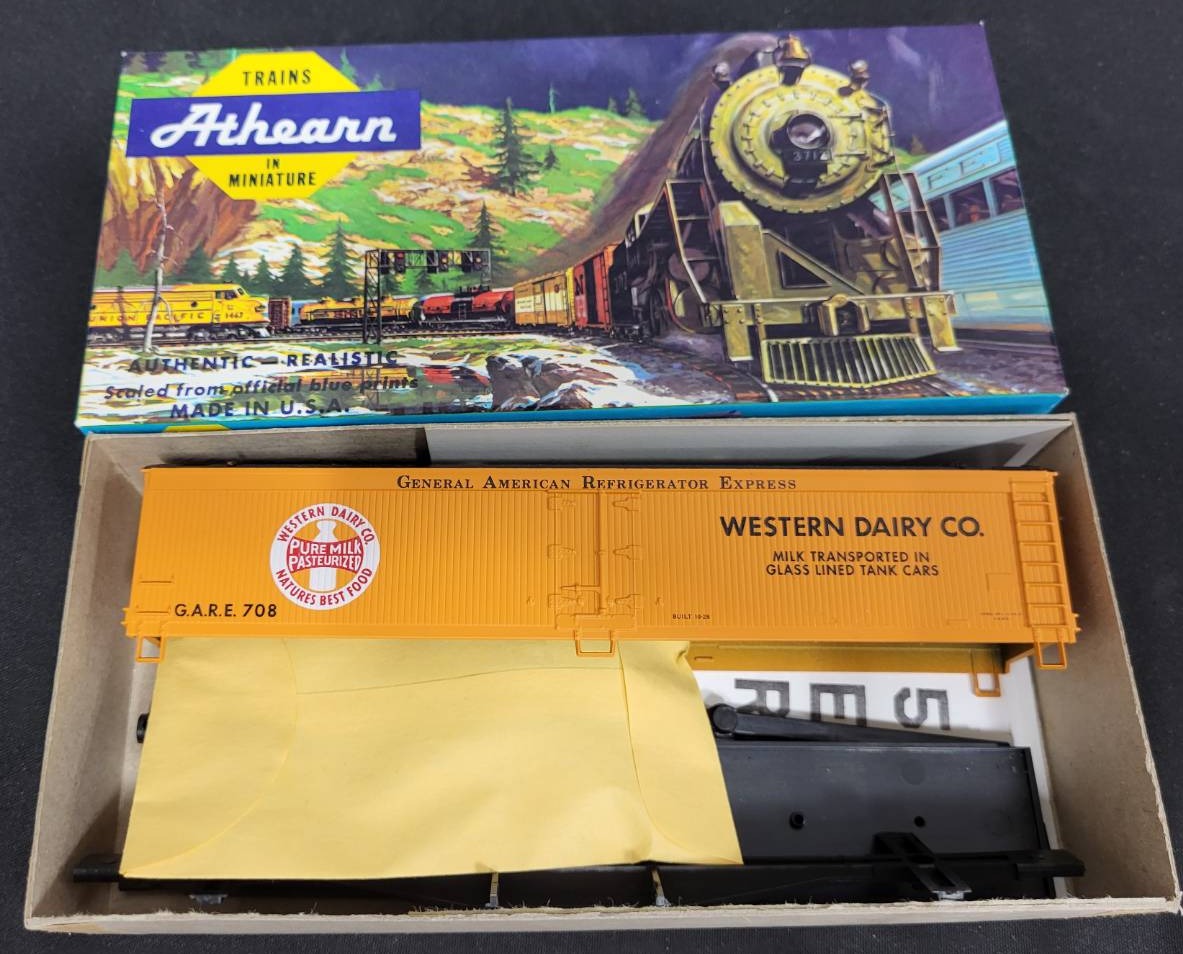 TRAINS
Athearn
IN
MINIATURE
3713
UNION PACIFIC
1467
AUTHENTIC — REALISTIC
Scaled from official blue prints
MADE IN U.S.A.
GENERAL AMERICAN REFRIGERATOR EXPRESS
WESTERN DAIRY CO.
PURE MILK
PASTEURIZED
NATURES BEST FOOD
G.A.R.E. 708
WESTERN DAIRY CO.
MILK TRANSPORTED IN
GLASS LINED TANK CARS
BUILT 10-28